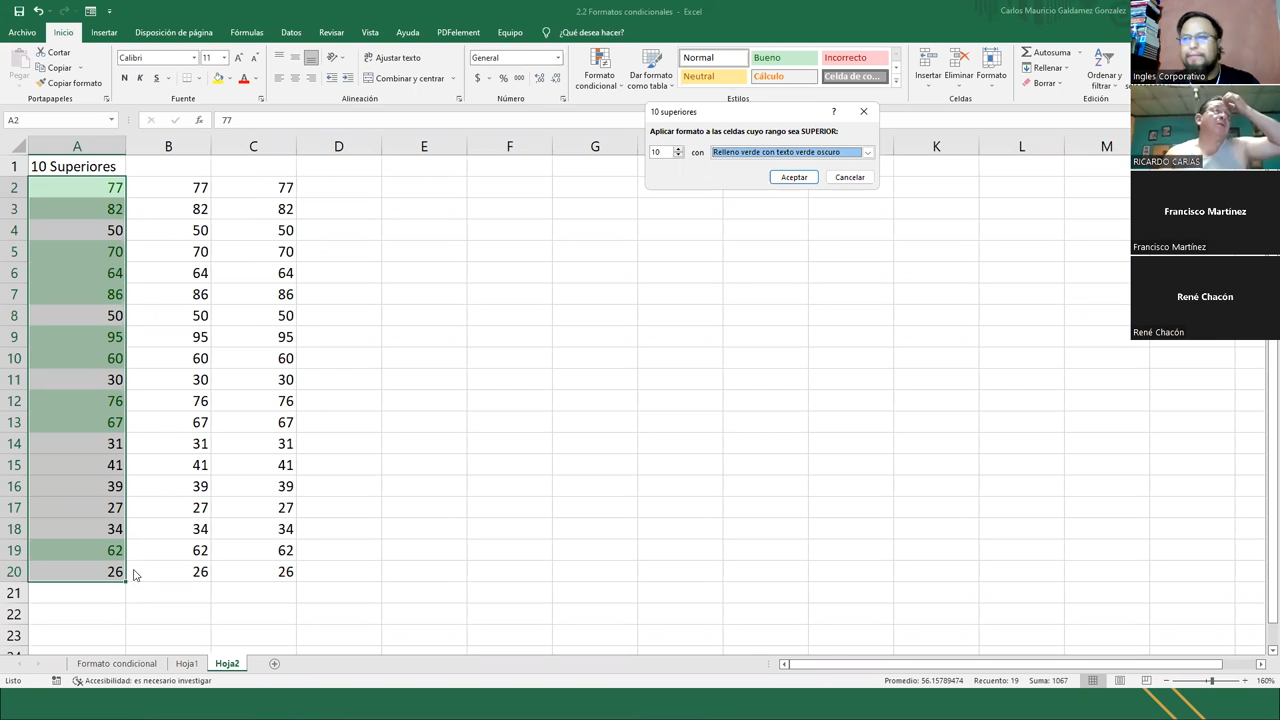 2.2 Formatos condicionales - Excel
Carlos Mauricio Galdamez Gonzalez
Archivo Inicio Insertar Disposición de página Fórmulas Datos Revisar Vista Ayuda PDFelement Equipo ¿Qué desea hacer?
Pegar
Cortar
Copiar
Copiar formato
Portapapeles
Calibri 11
N K S
Fuente
Ajustar texto
Combinar y centrar
Alineación
General
$ % 000
Número
Formato condicional
Dar formato como tabla
Normal Bueno Incorrecto
Neutral Cálculo Celda de co...
Estilos
Insertar Eliminar Formato
Celdas
Autosuma
Rellenar
Borrar
Ordenar y filtrar
Edición
A2 fx 77
10 superiores ?
Aplicar formato a las celdas cuyo rango sea SUPERIOR:
10 con Relleno verde con texto verde oscuro
Aceptar Cancelar
A B C D E F G K L M
1 10 Superiores
2 77 77 77
3 82 82 82
4 50 50 50
5 70 70 70
6 64 64 64
7 86 86 86
8 50 50 50
9 95 95 95
10 60 60 60
11 30 30 30
12 76 76 76
13 67 67 67
14 31 31 31
15 41 41 41
16 39 39 39
17 27 27 27
18 34 34 34
19 62 62 62
20 26 26 26
21
22
23
Formato condicional Hoja1 Hoja2
Listo Accesibilidad: es necesario investigar Promedio: 56.15789474 Recuento: 19 Suma: 1067 160%
Ingles Corporativo
RICARDO CARIAS
Francisco Martínez
Francisco Martínez
René Chacón
René Chacón